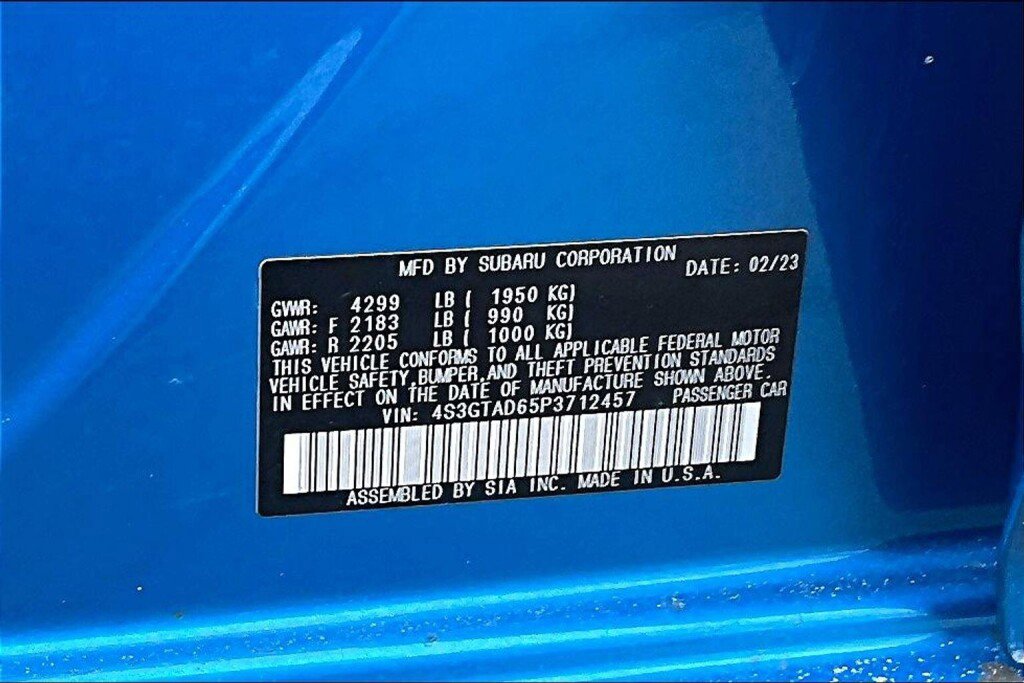 MFD BY SUBARU CORPORATION DATE: 02/23
GVWR: 4299 LB ( 1950 KG)
GAWR: F 2183 LB ( 990 KG)
GAWR: R 2205 LB ( 1000 KG)
THIS VEHICLE CONFORMS TO ALL APPLICABLE FEDERAL MOTOR
VEHICLE SAFETY, BUMPER, AND THEFT PREVENTION STANDARDS
IN EFFECT ON THE DATE OF MANUFACTURE SHOWN ABOVE.
VIN: 4S3GTAD65P3712457 PASSENGER CAR
ASSEMBLED BY SIA INC. MADE IN U.S.A.